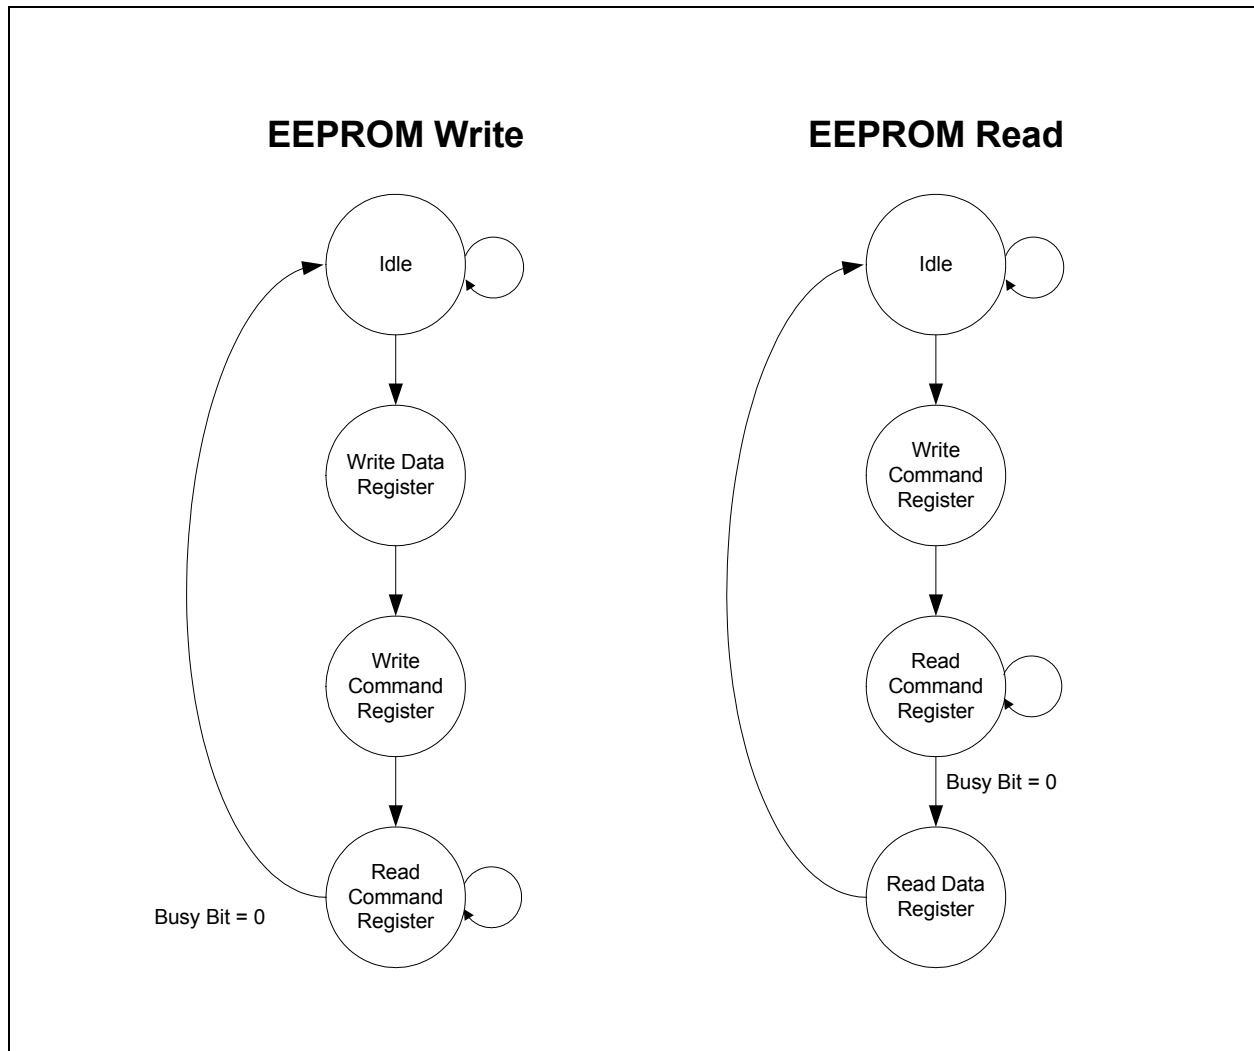 EEPROM Write
Idle
Write Data
Register
Write
Command
Register
Read
Command
Register
Busy Bit = 0
EEPROM Read
Idle
Write
Command
Register
Read
Command
Register
Busy Bit = 0
Read Data
Register